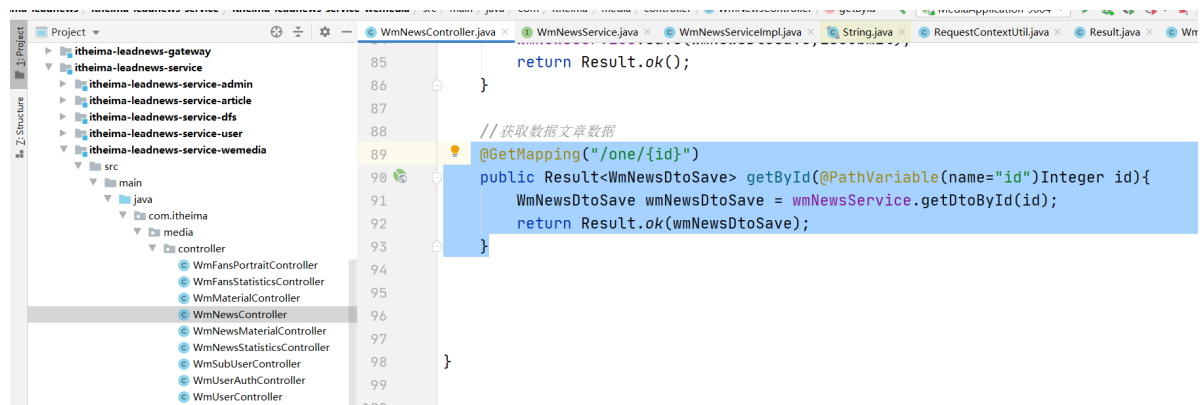 Project
WmNewsController.java × WmNewsService.java × WmNewsServiceImpl.java × String.java × RequestContextUtil.java × Result.java × Wm
1: Project
Z: Structure
itheima-leadnews-gateway
itheima-leadnews-service
itheima-leadnews-service-admin
itheima-leadnews-service-article
itheima-leadnews-service-dfs
itheima-leadnews-service-user
itheima-leadnews-service-wemedia
src
main
java
com.itheima
media
controller
WmFansPortraitController
WmFansStatisticsController
WmMaterialController
WmNewsController
WmNewsMaterialController
WmNewsStatisticsController
WmSubUserController
WmUserAuthController
WmUserController
85 return Result.ok();
86 }
87
88 //获取数据文章数据
89 @GetMapping("/one/{id}")
90 public Result<WmNewsDtoSave> getById(@PathVariable(name="id")Integer id){
91 WmNewsDtoSave wmNewsDtoSave = wmNewsService.getDtoById(id);
92 return Result.ok(wmNewsDtoSave);
93 }
94
95
96
97
98 }
99